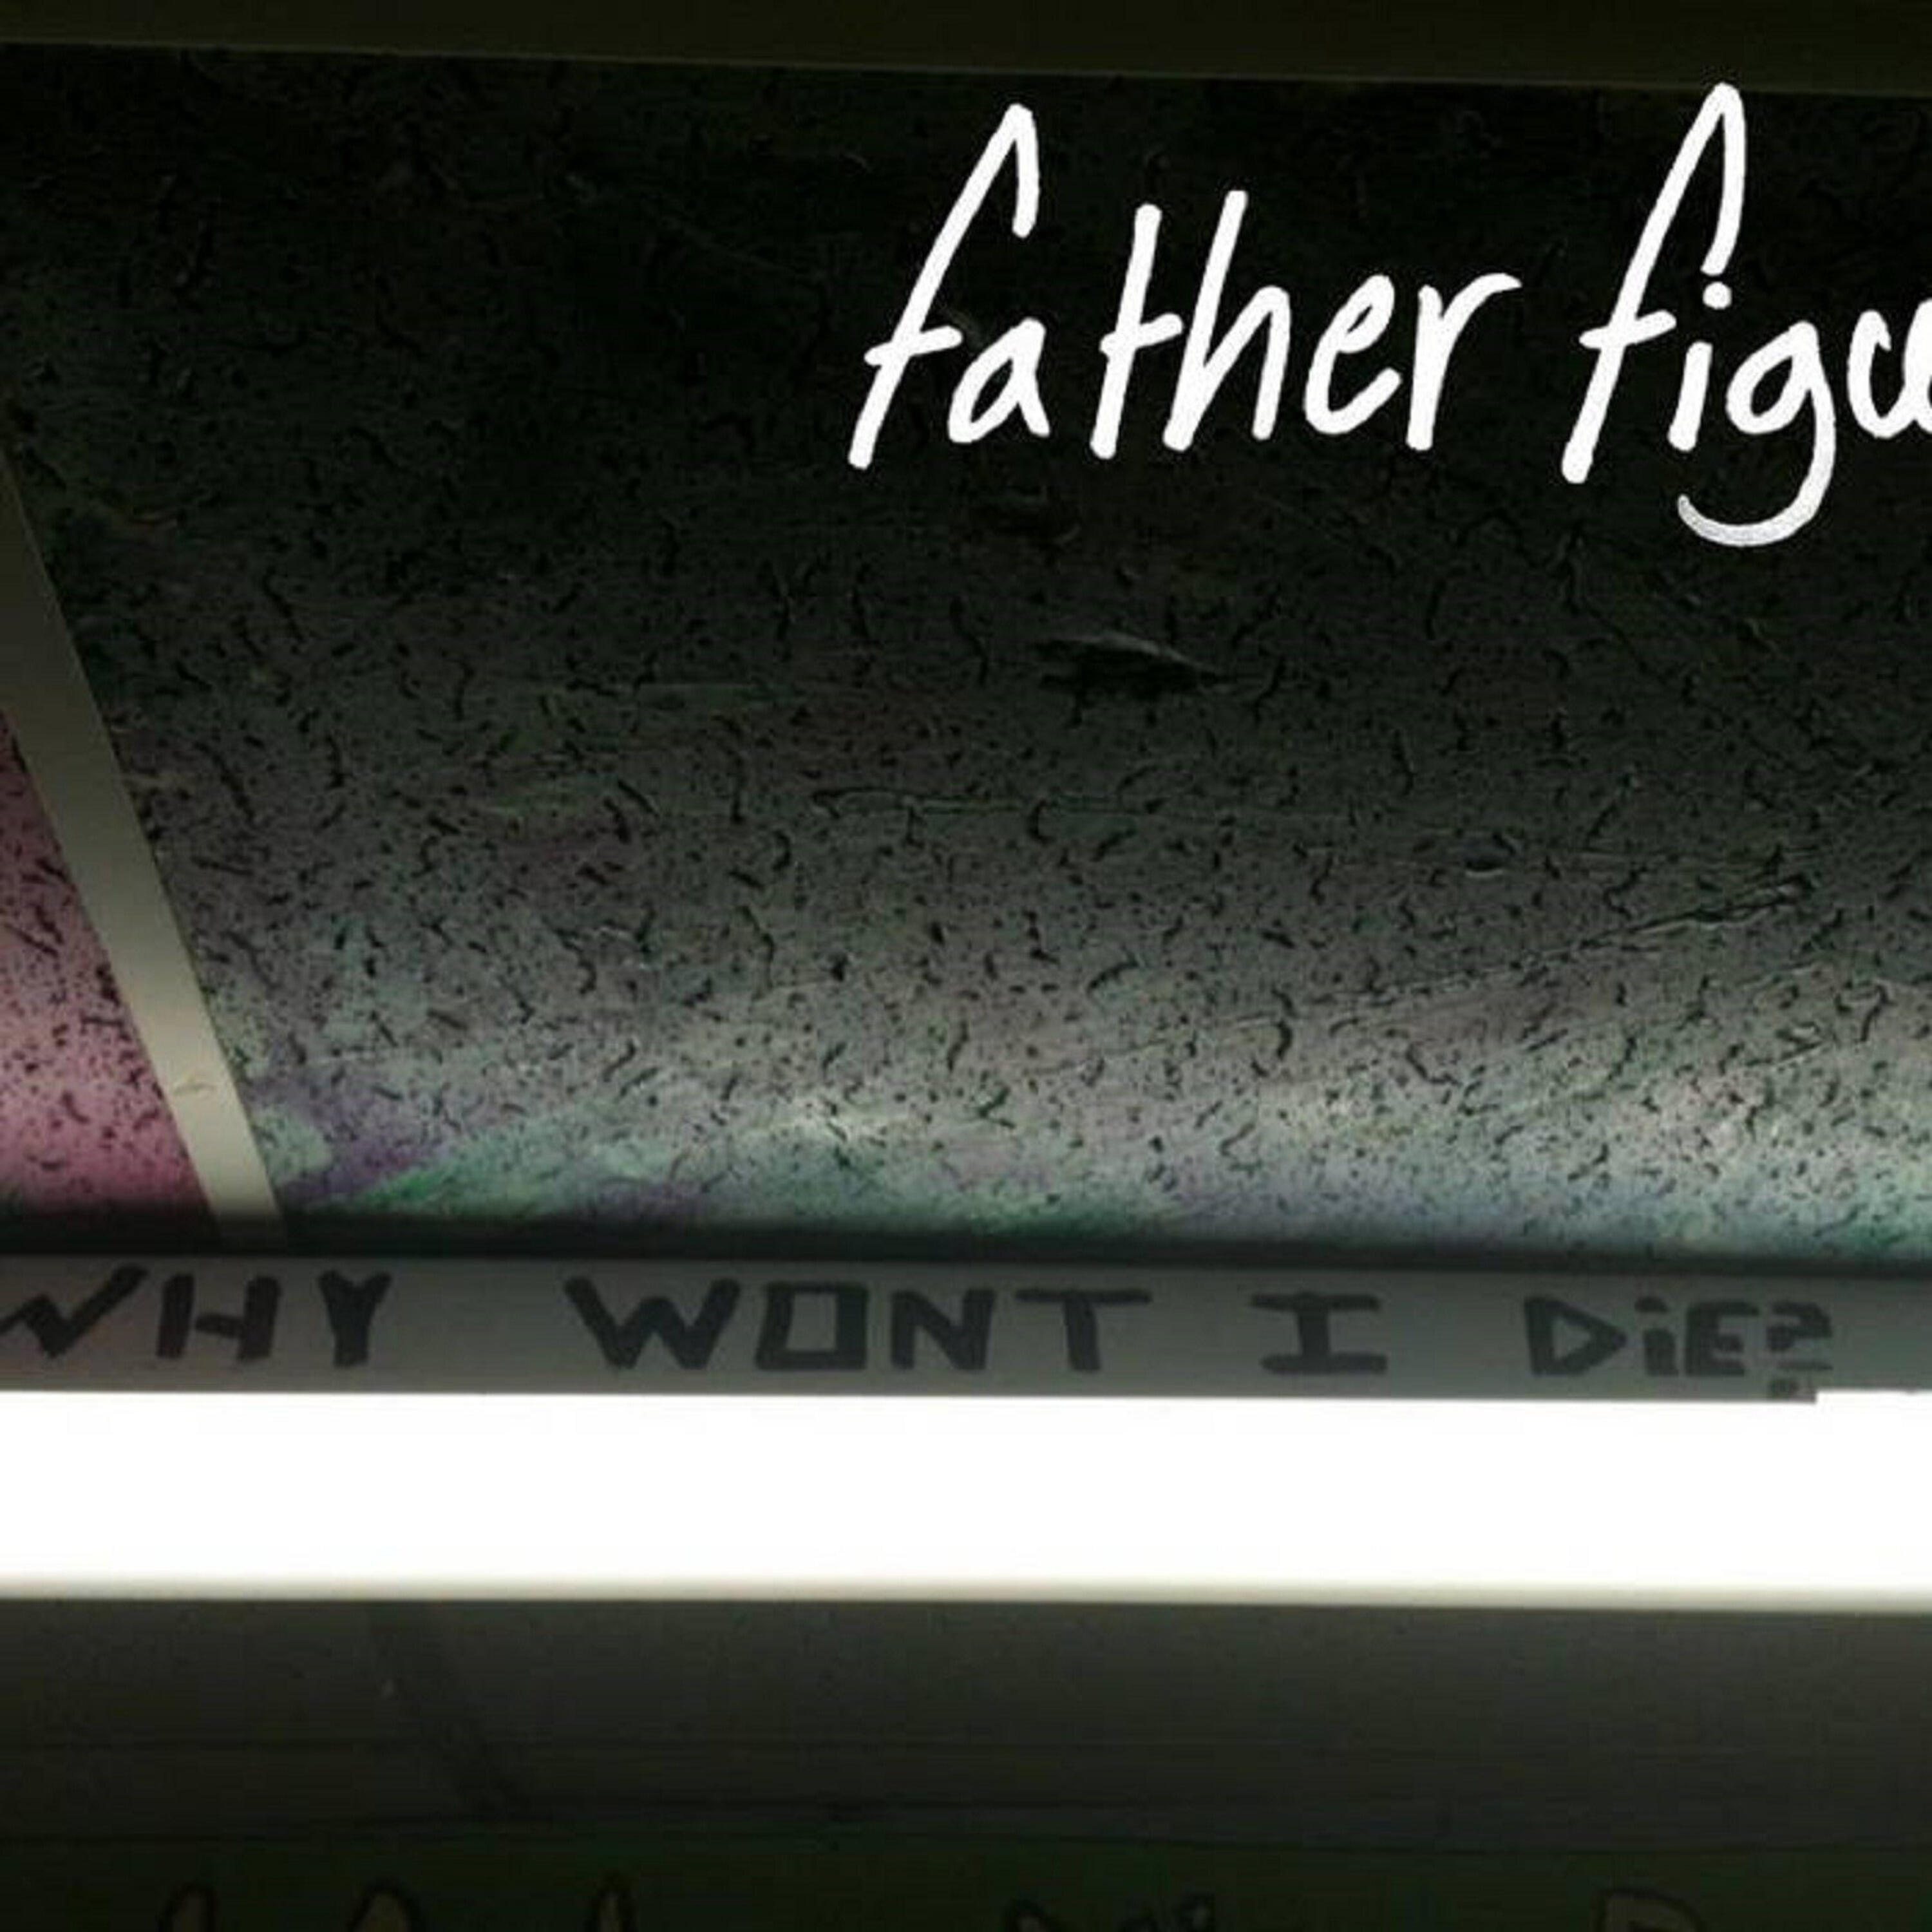 father figu
WHY WONT I DiE?